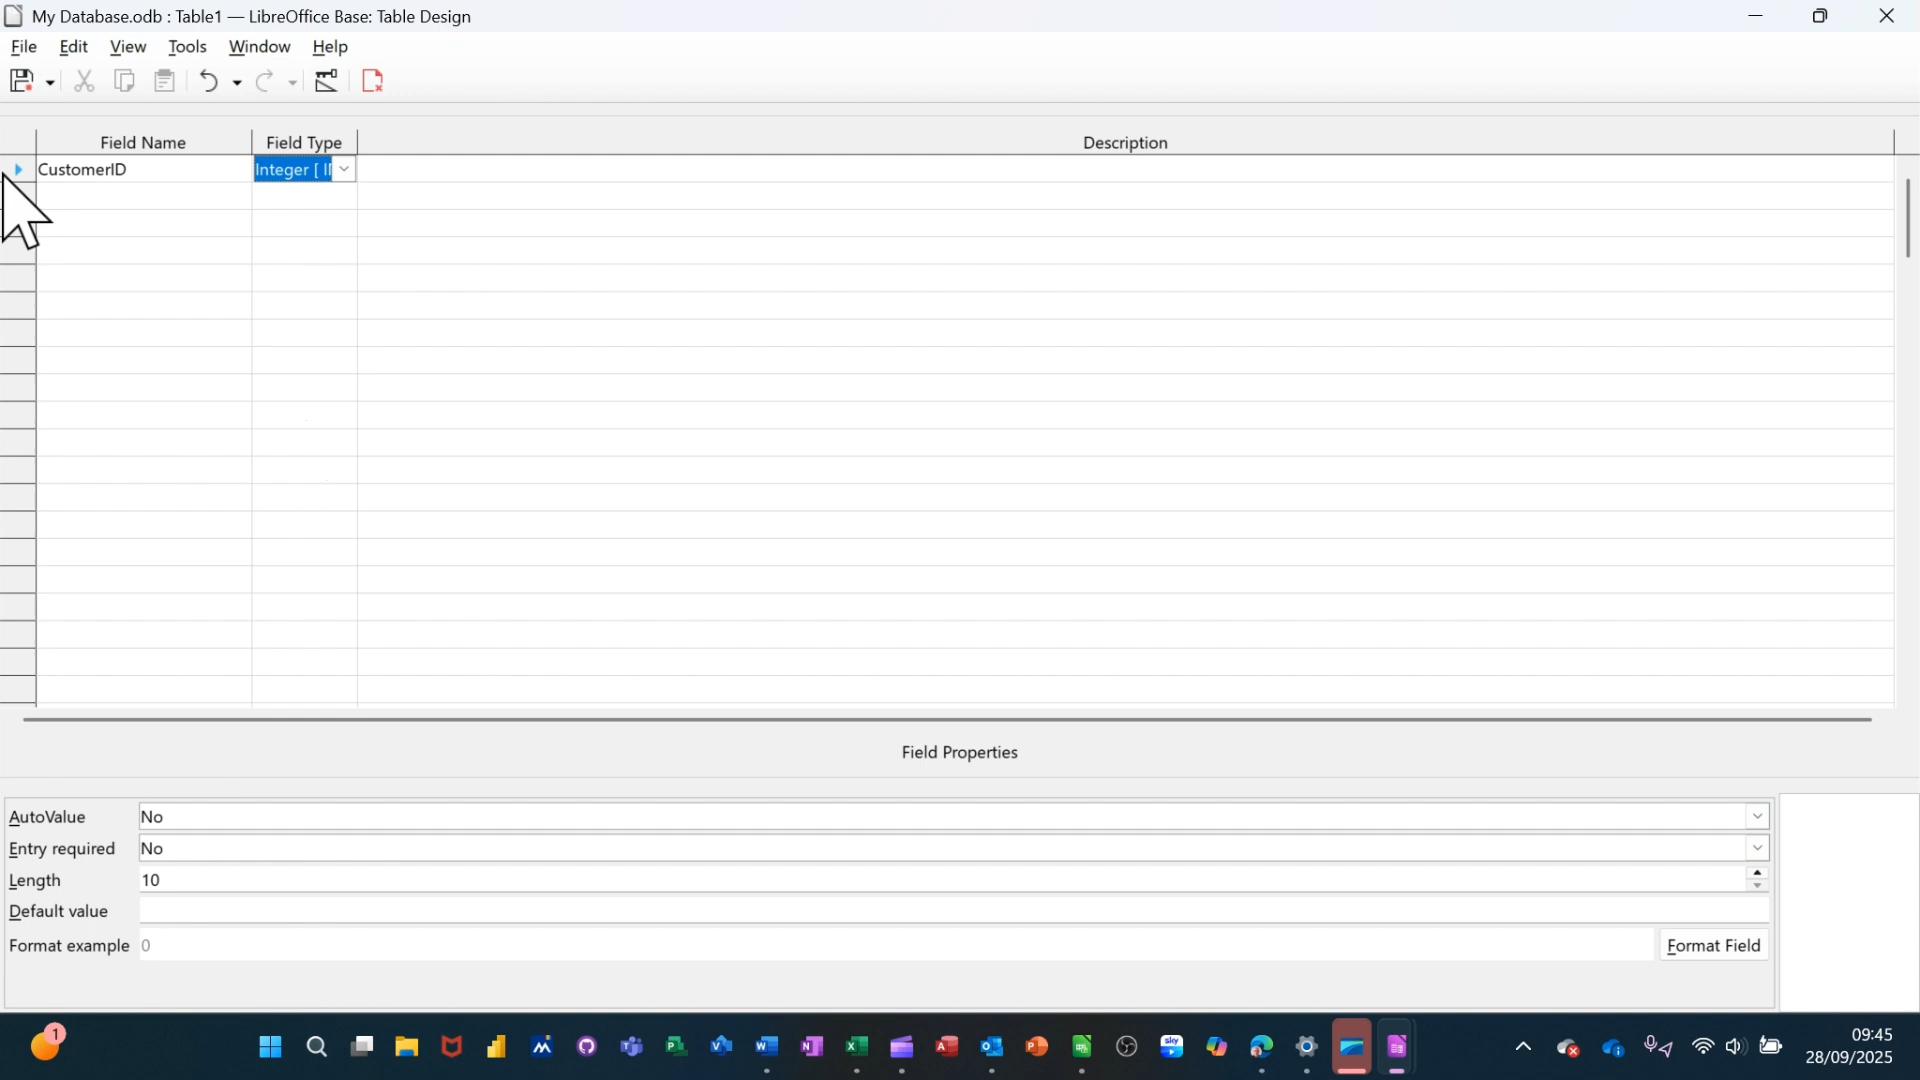 My Database.odb : Table1 — LibreOffice Base: Table Design
File Edit View Tools Window Help
Field Name Field Type Description
CustomerID Integer [ I
Field Properties
AutoValue No
Entry required No
Length 10
Default value
Format example 0 Format Field
1
sky
09:45
28/09/2025